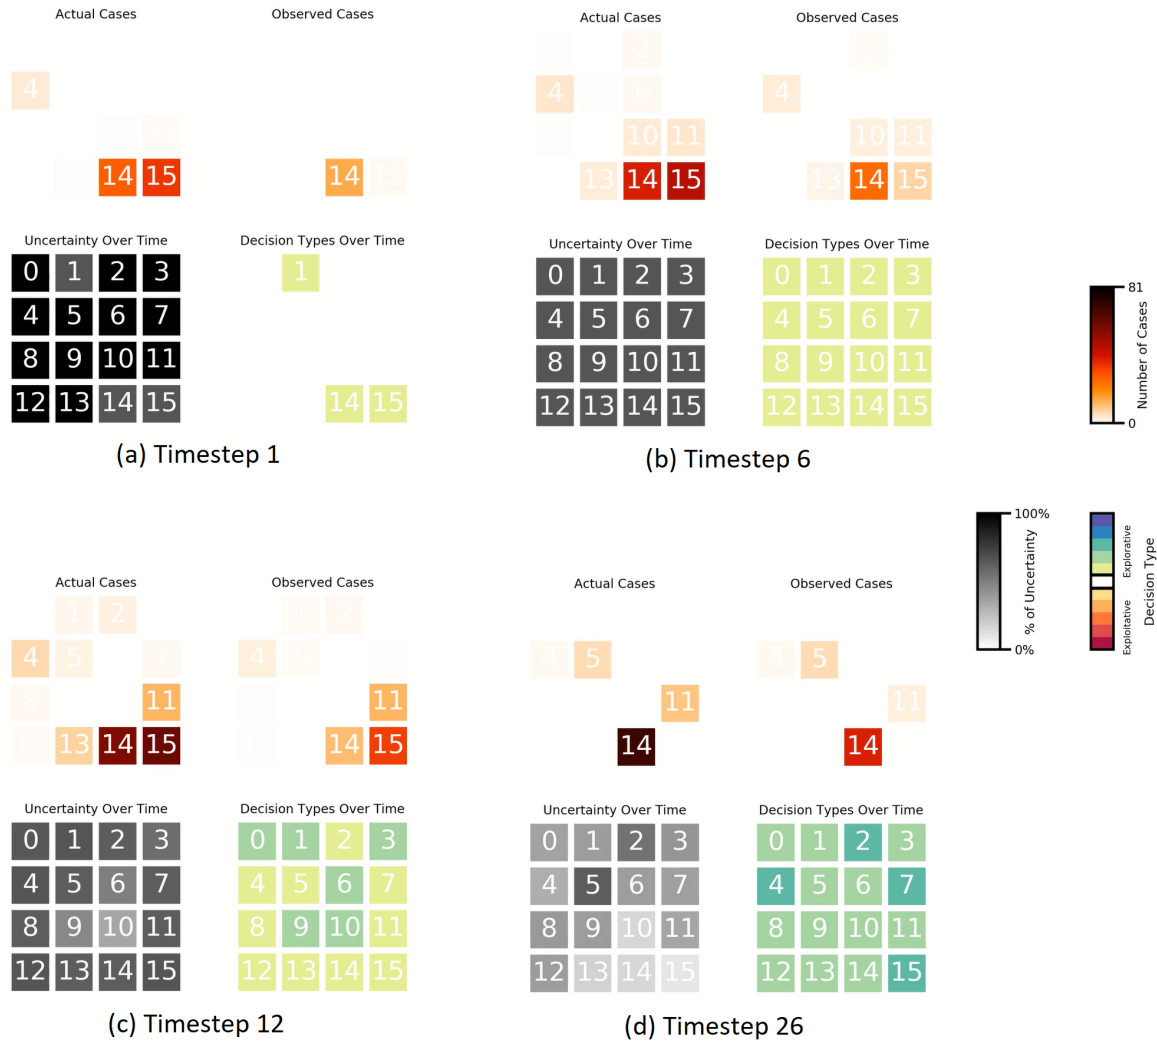 Actual Cases
4
14 15
Observed Cases
14 15
Uncertainty Over Time
0 1 2 3
4 5 6 7
8 9 10 11
12 13 14 15
Decision Types Over Time
1
14 15
(a) Timestep 1
Actual Cases
2
4 6
10 11
13 14 15
Observed Cases
2
4
10 11
13 14 15
Uncertainty Over Time
0 1 2 3
4 5 6 7
8 9 10 11
12 13 14 15
Decision Types Over Time
0 1 2 3
4 5 6 7
8 9 10 11
12 13 14 15
(b) Timestep 6
81
0
Number of Cases
100%
0%
% of Uncertainty
Explorative
Exploitative
Decision Type
Actual Cases
1 2
4 5 7
8 11
13 14 15
Observed Cases
1 2
4 5
11
14 15
Uncertainty Over Time
0 1 2 3
4 5 6 7
8 9 10 11
12 13 14 15
Decision Types Over Time
0 1 2 3
4 5 6 7
8 9 10 11
12 13 14 15
(c) Timestep 12
Actual Cases
4 5
11
14
Observed Cases
4 5
11
14
Uncertainty Over Time
0 1 2 3
4 5 6 7
8 9 10 11
12 13 14 15
Decision Types Over Time
0 1 2 3
4 5 6 7
8 9 10 11
12 13 14 15
(d) Timestep 26